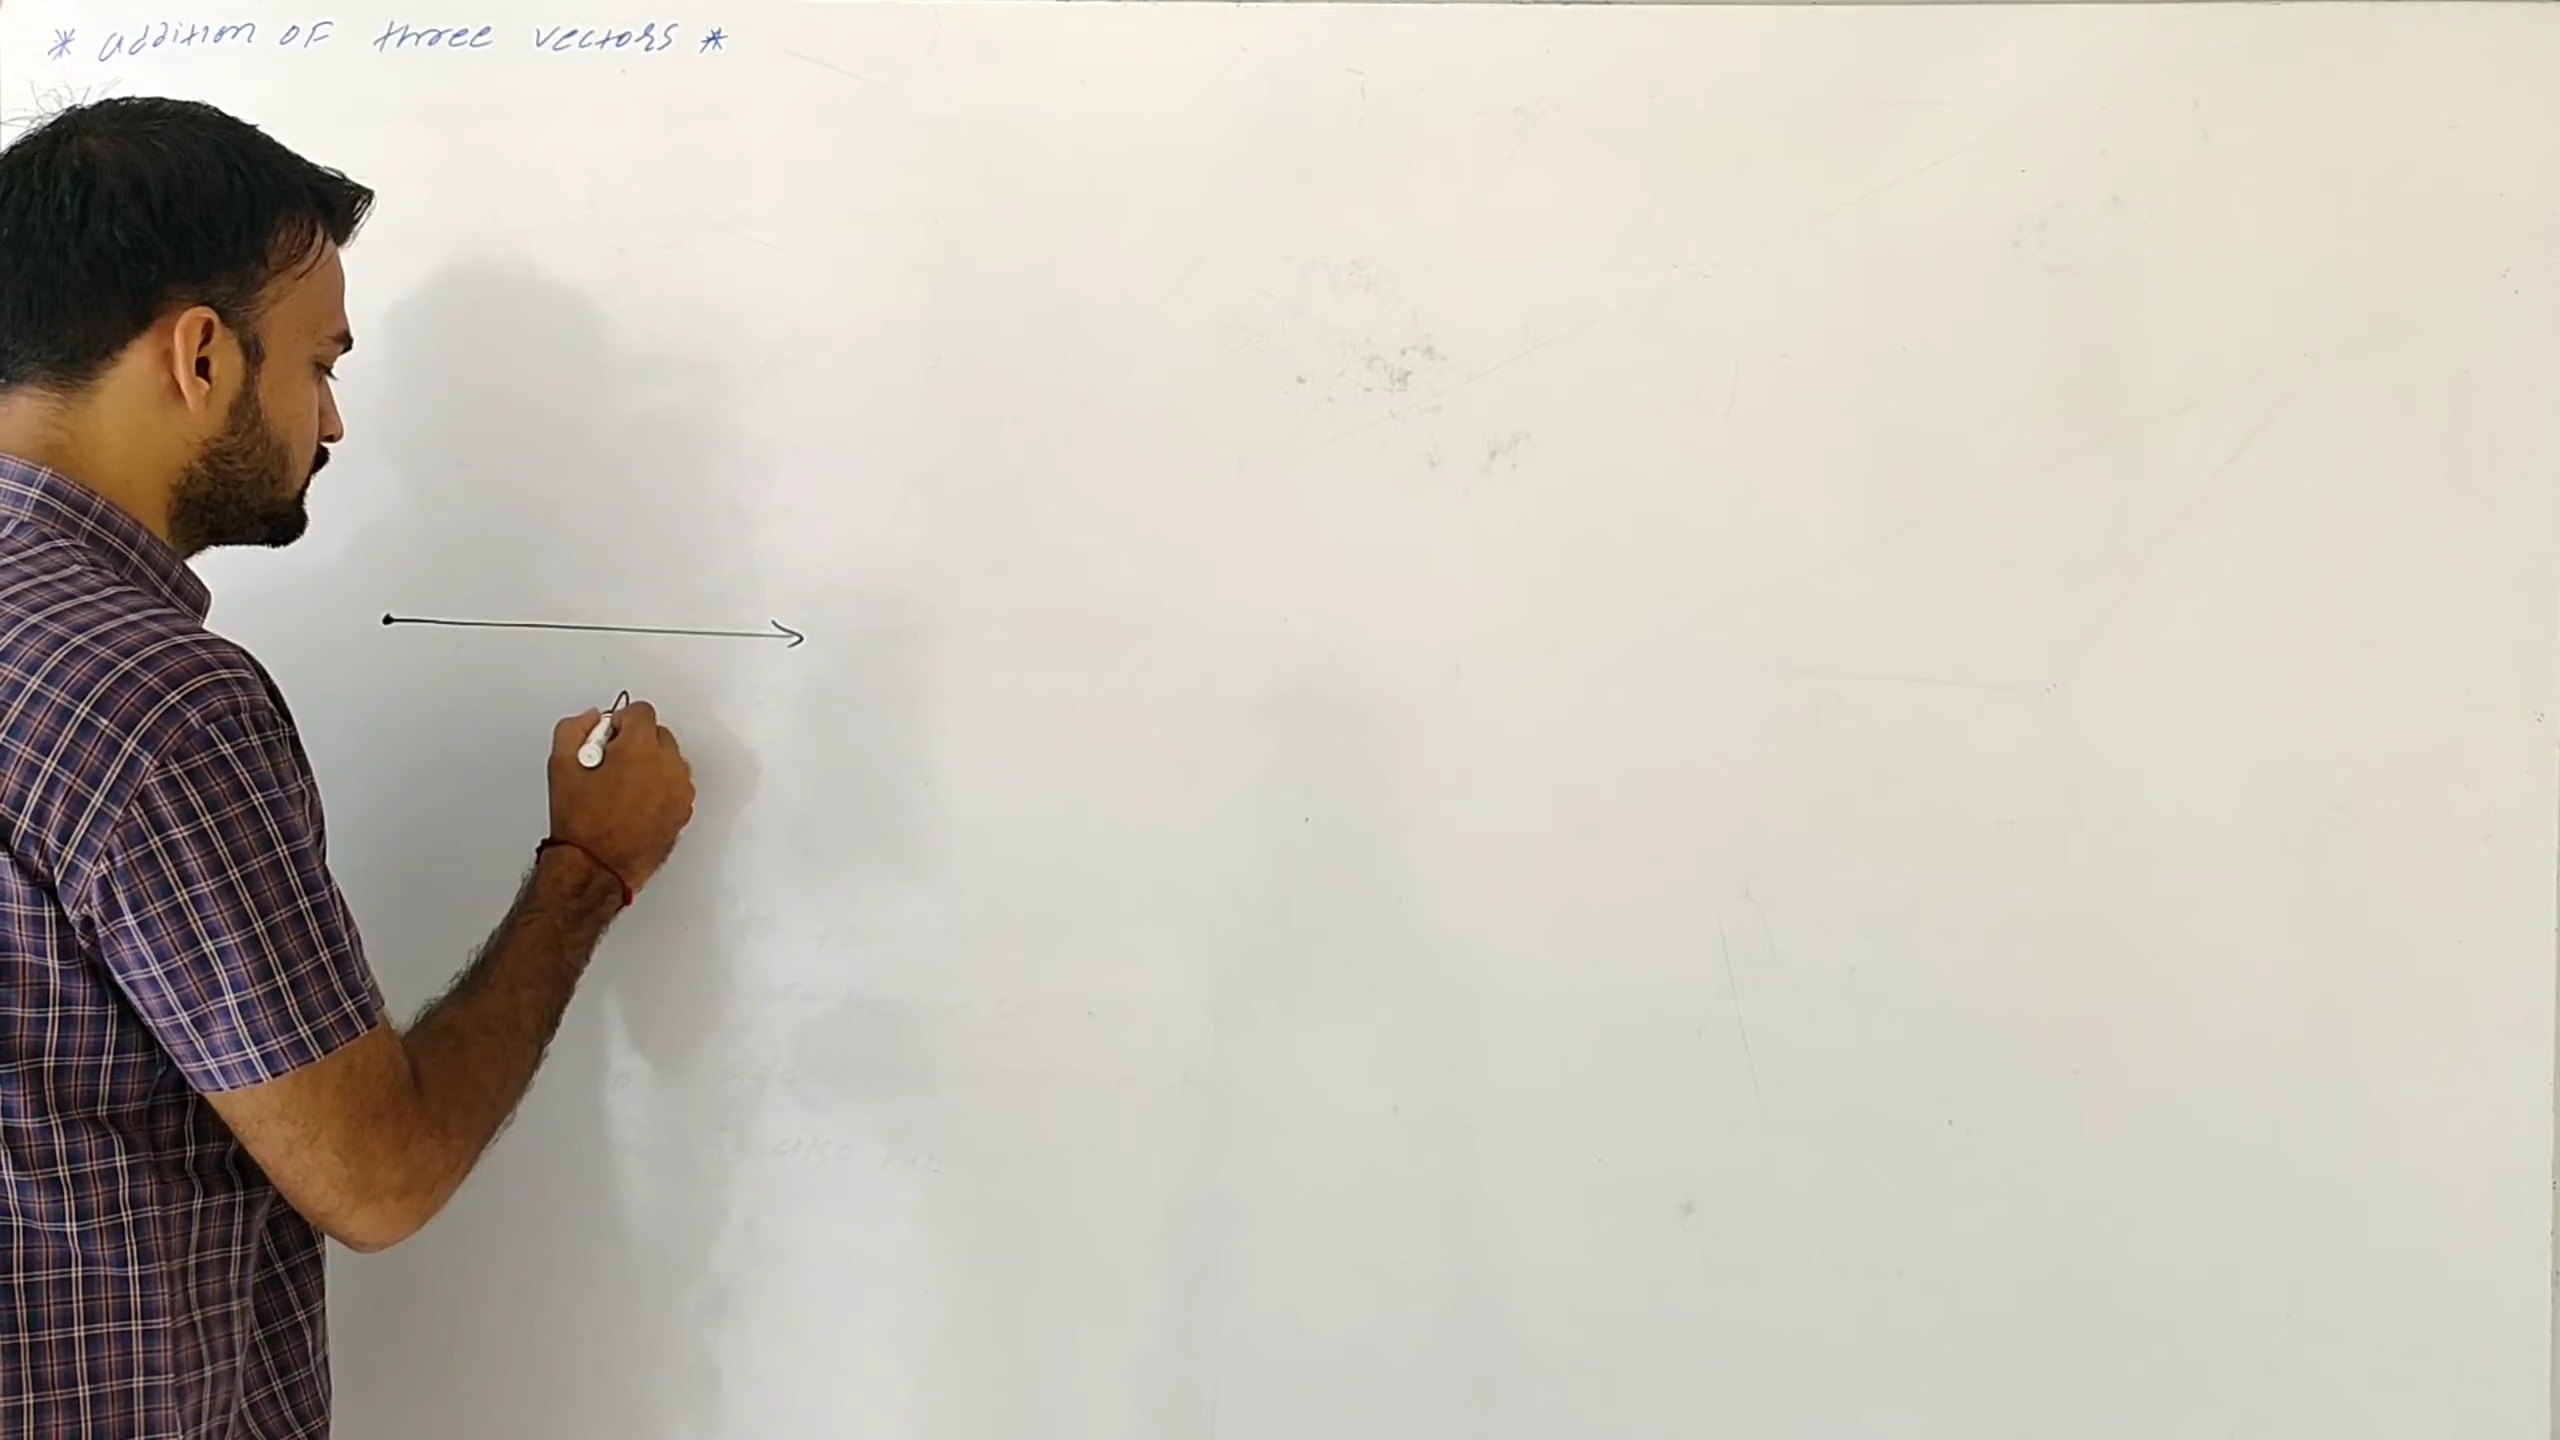 * addition OF three vectors *